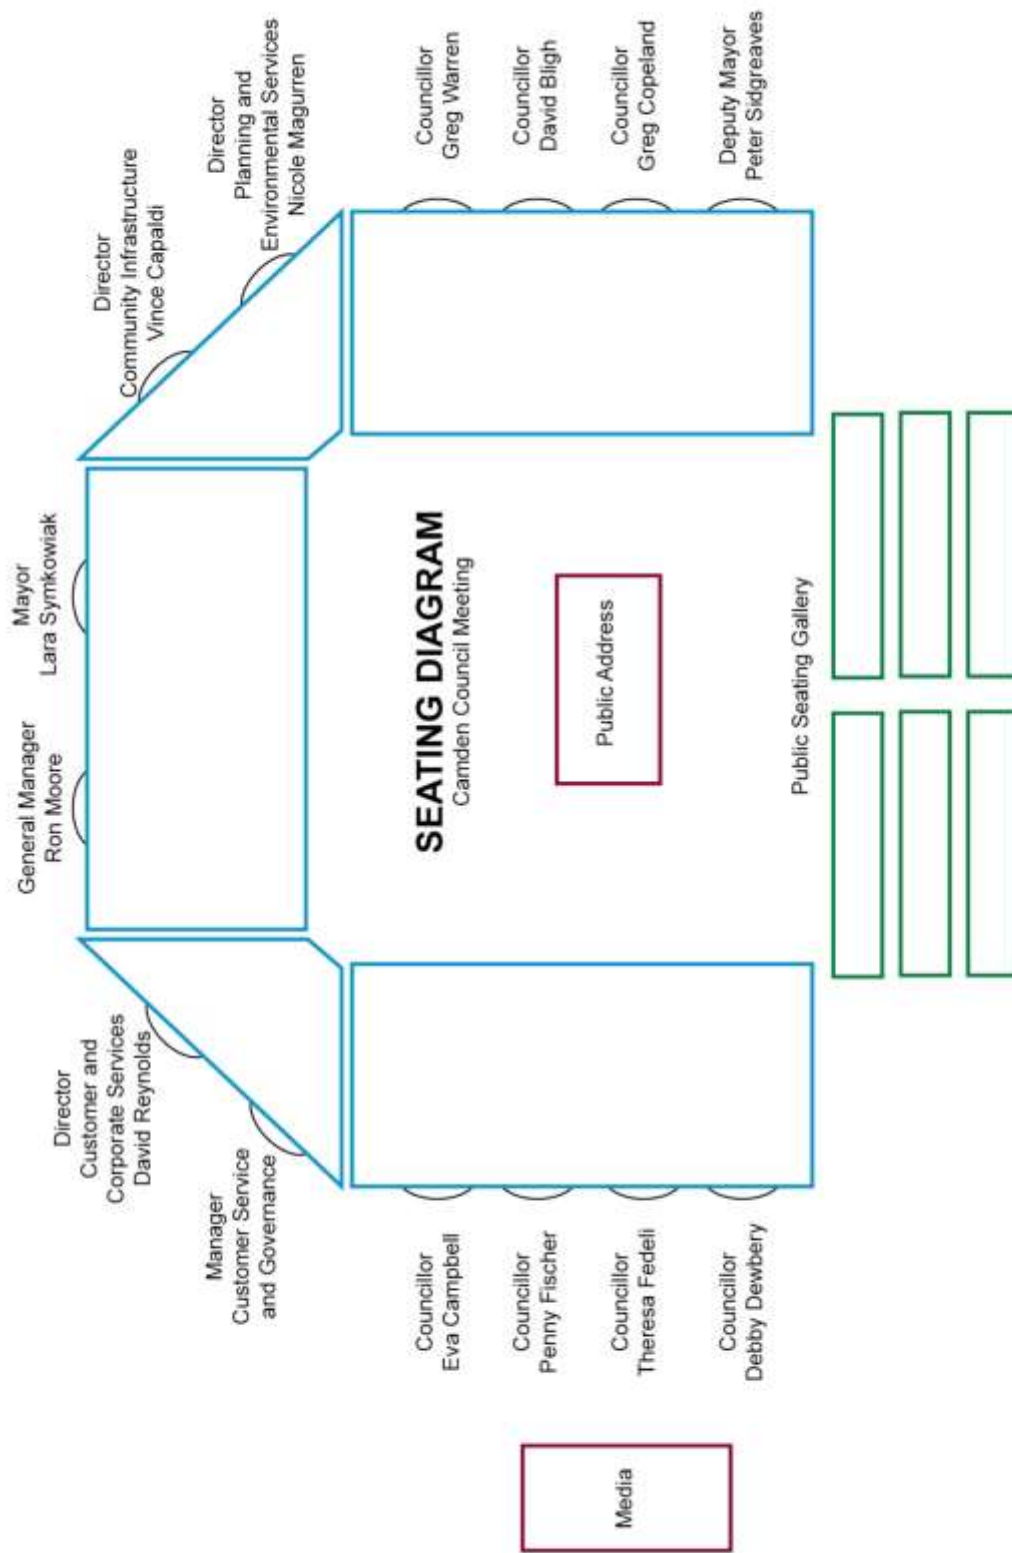 General Manager
Ron Moore
Mayor
Lara Symkowiak
Director
Customer and
Corporate Services
David Reynolds
Director
Community Infrastructure
Vince Capaldi
Manager
Customer Service
and Governance
Director
Planning and
Environmental Services
Nicole Magurren
SEATING DIAGRAM
Camden Council Meeting
Councillor
Eva Campbell
Councillor
Greg Warren
Councillor
Penny Fischer
Councillor
David Bligh
Councillor
Theresa Fedeli
Councillor
Greg Copeland
Councillor
Debby Dewbery
Deputy Mayor
Peter Sidgreaves
Media
Public Address
Public Seating Gallery